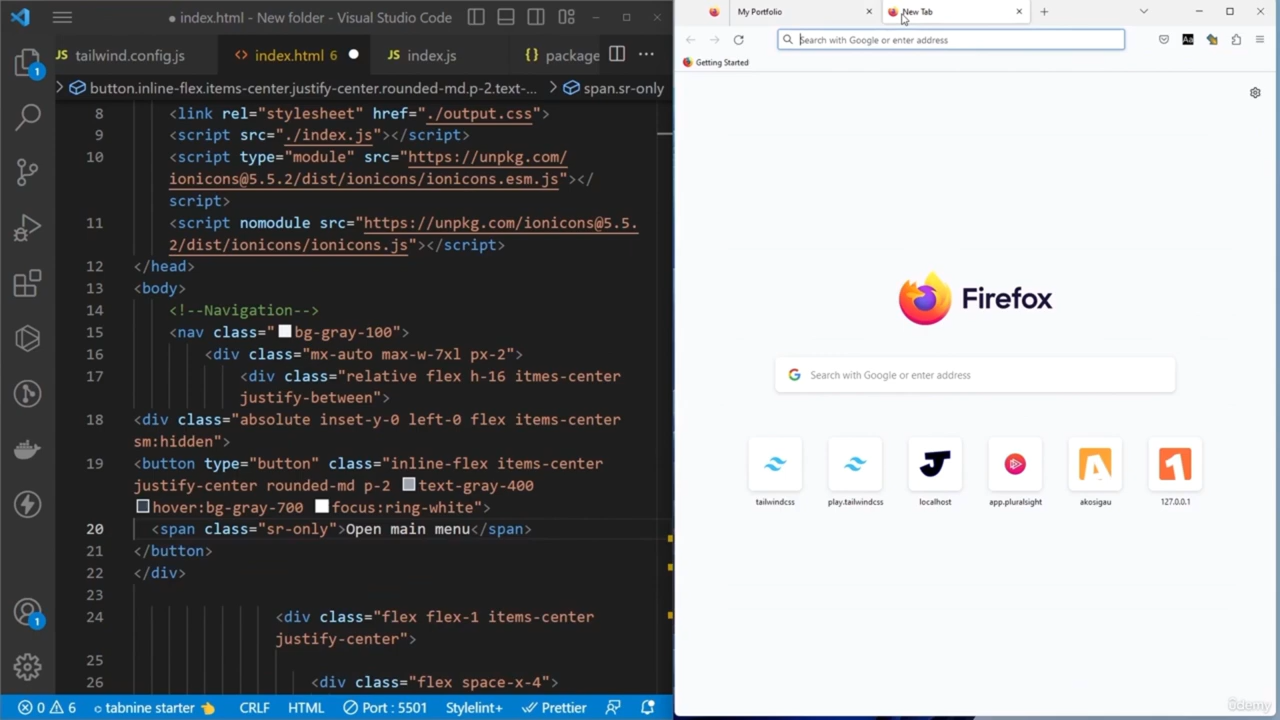 index.html - New folder - Visual Studio Code
tailwind.config.js
index.html 6
index.js
package
button.inline-flex.items-center.justify-center.rounded-md.p-2.text-...
span.sr-only
8 <link rel="stylesheet" href="./output.css">
9 <script src="./index.js"></script>
10 <script type="module" src="https://unpkg.com/
ionicons@5.5.2/dist/ionicons/ionicons.esm.js"></
script>
11 <script nomodule src="https://unpkg.com/ionicons@5.5.
2/dist/ionicons/ionicons.js"></script>
12 </head>
13 <body>
14 <!--Navigation-->
15 <nav class="bg-gray-100">
16 <div class="mx-auto max-w-7xl px-2">
17 <div class="relative flex h-16 itmes-center
justify-between">
18 <div class="absolute inset-y-0 left-0 flex items-center
sm:hidden">
19 <button type="button" class="inline-flex items-center
justify-center rounded-md p-2 text-gray-400
hover:bg-gray-700 focus:ring-white">
20 <span class="sr-only">Open main menu</span>
21 </button>
22 </div>
23
24 <div class="flex flex-1 items-center
justify-center">
25
26 <div class="flex space-x-4">
1
1
0 6 tabnine starter CRLF HTML Port : 5501 Stylelint+ Prettier
My Portfolio
New Tab
Search with Google or enter address
Getting Started
Firefox
Search with Google or enter address
tailwindcss
play.tailwindcss
localhost
app.pluralsight
akosigau
127.0.0.1
ûdemy